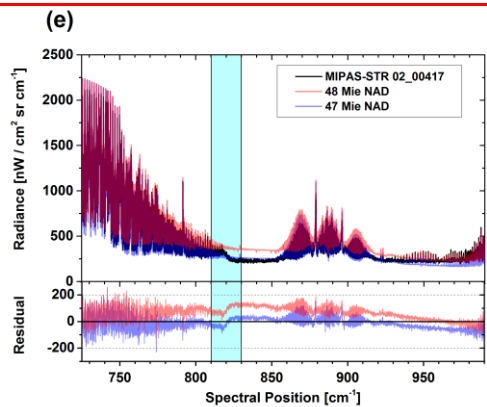 (e)
2500
2000
1500
1000
500
0
Radiance [nW / cm² sr cm⁻¹]
MIPAS-STR 02_00417
48 Mie NAD
47 Mie NAD
200
0
-200
Residual
750
800
850
900
950
Spectral Position [cm⁻¹]